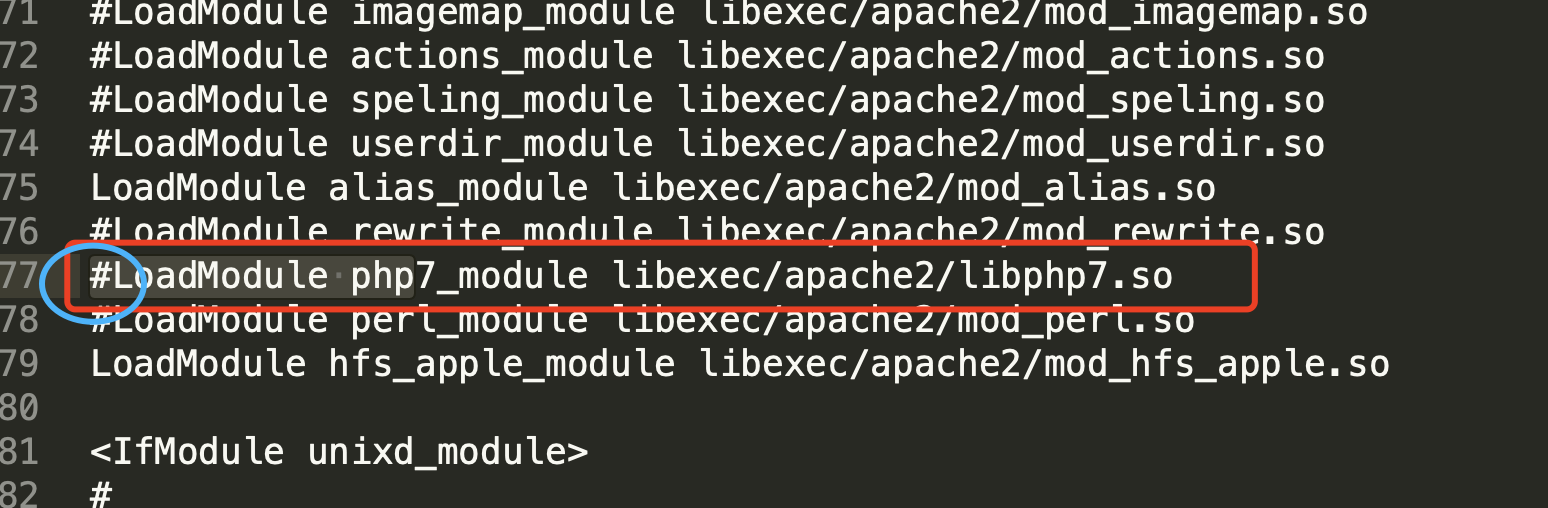 71 #LoadModule imagemap_module libexec/apache2/mod_imagemap.so
72 #LoadModule actions_module libexec/apache2/mod_actions.so
73 #LoadModule speling_module libexec/apache2/mod_speling.so
74 #LoadModule userdir_module libexec/apache2/mod_userdir.so
75 LoadModule alias_module libexec/apache2/mod_alias.so
76 #LoadModule rewrite_module libexec/apache2/mod_rewrite.so
77 #LoadModule php7_module libexec/apache2/libphp7.so
78 #LoadModule perl_module libexec/apache2/mod_perl.so
79 LoadModule hfs_apple_module libexec/apache2/mod_hfs_apple.so
80
81 <IfModule unixd_module>
82 #